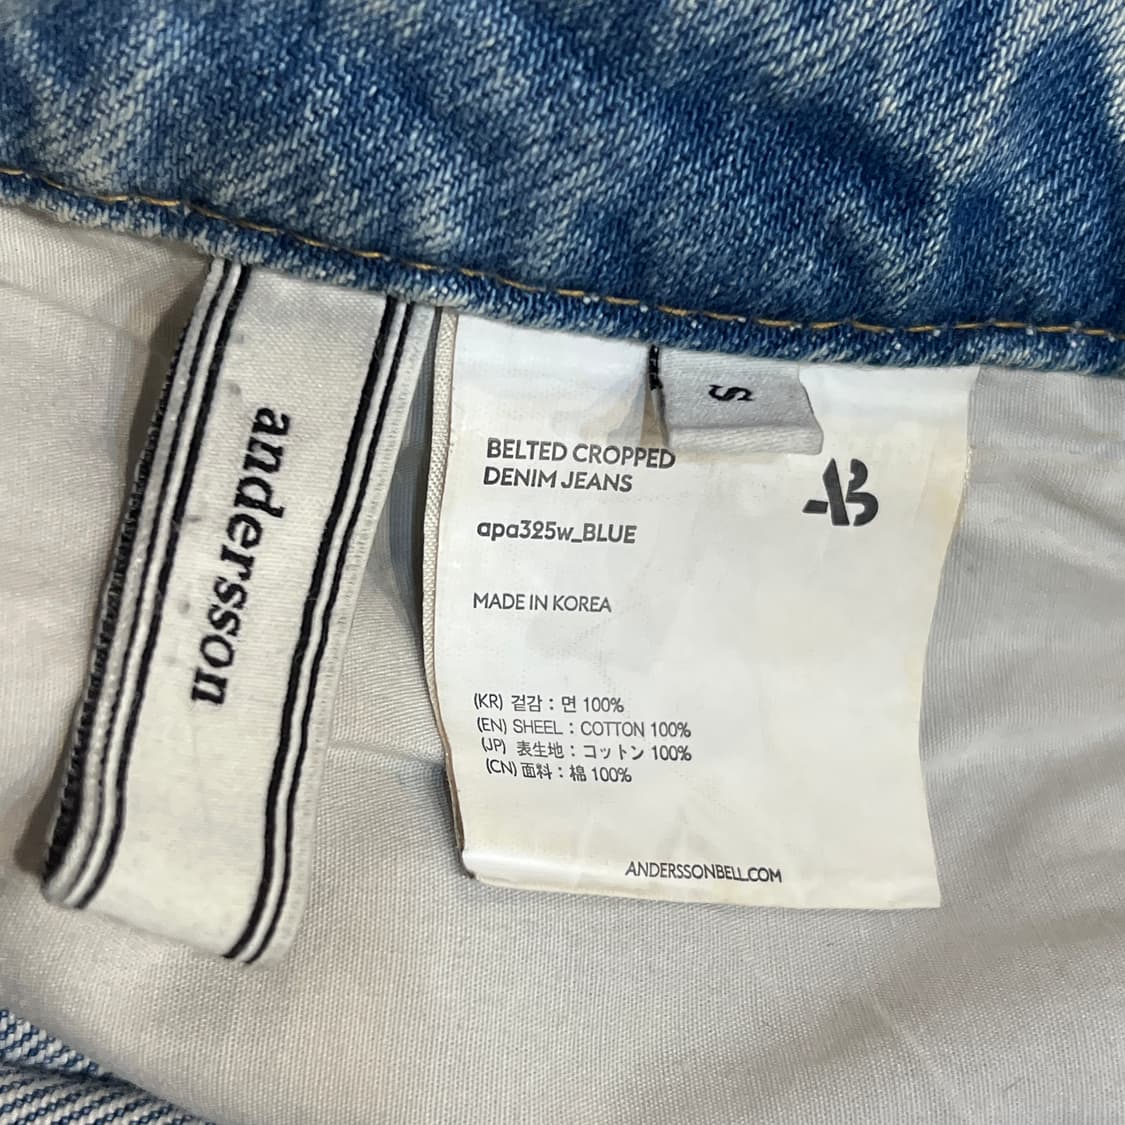 andersson
S
BELTED CROPPED
DENIM JEANS
AB
apa325w_BLUE
MADE IN KOREA
(KR) 겉감 : 면 100%
(EN) SHEEL : COTTON 100%
(JP) 表生地 : コットン 100%
(CN) 面料 : 棉 100%
ANDERSSONBELL.COM